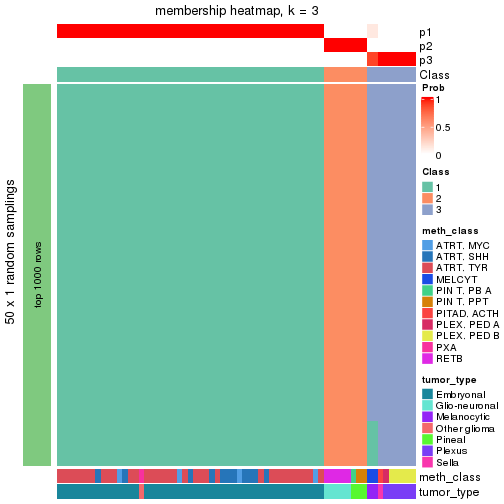 membership heatmap, k = 3
p1
p2
p3
Class
50 x 1 random samplings
top 1000 rows
Prob
1
0.5
0
Class
1
2
3
meth_class
ATRT, MYC
ATRT, SHH
ATRT, TYR
MELCYT
PIN T, PB A
PIN T, PPT
PITAD, ACTH
PLEX, PED A
PLEX, PED B
PXA
RETB
tumor_type
Embryonal
Glio-neuronal
Melanocytic
Other glioma
Pineal
Plexus
Sella
meth_class
tumor_type